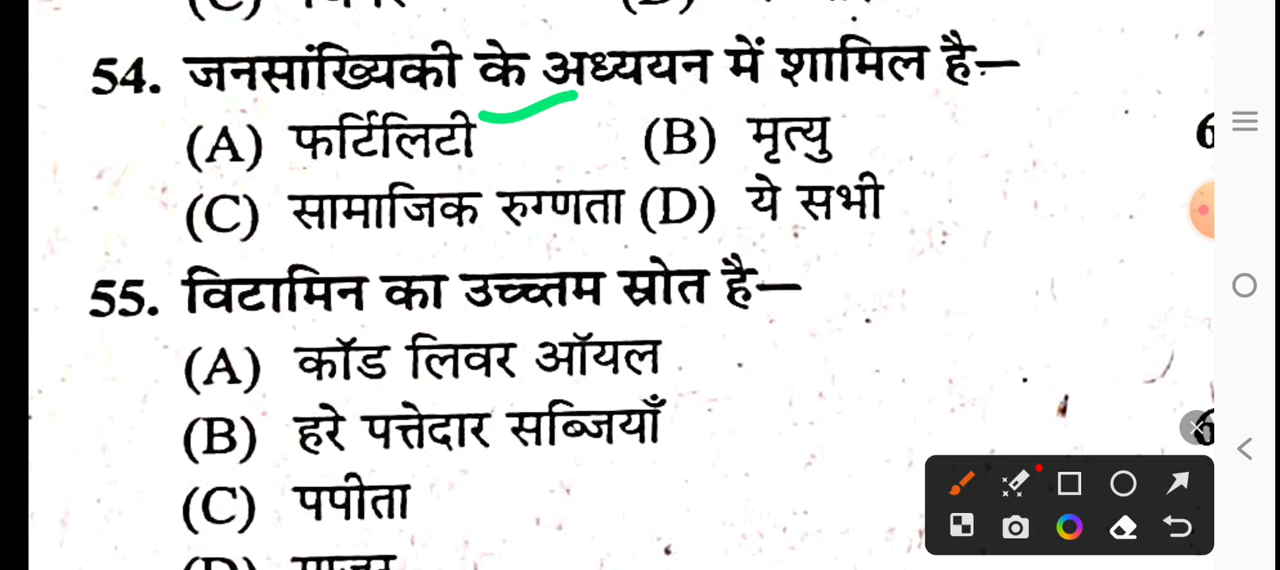 54. जनसांख्यिकी के अध्ययन में शामिल है—
(A) फर्टिलिटी (B) मृत्यु
(C) सामाजिक रुग्णता (D) ये सभी
55. विटामिन का उच्चतम स्रोत है—
(A) कॉड लिवर ऑयल
(B) हरे पत्तेदार सब्जियाँ
(C) पपीता